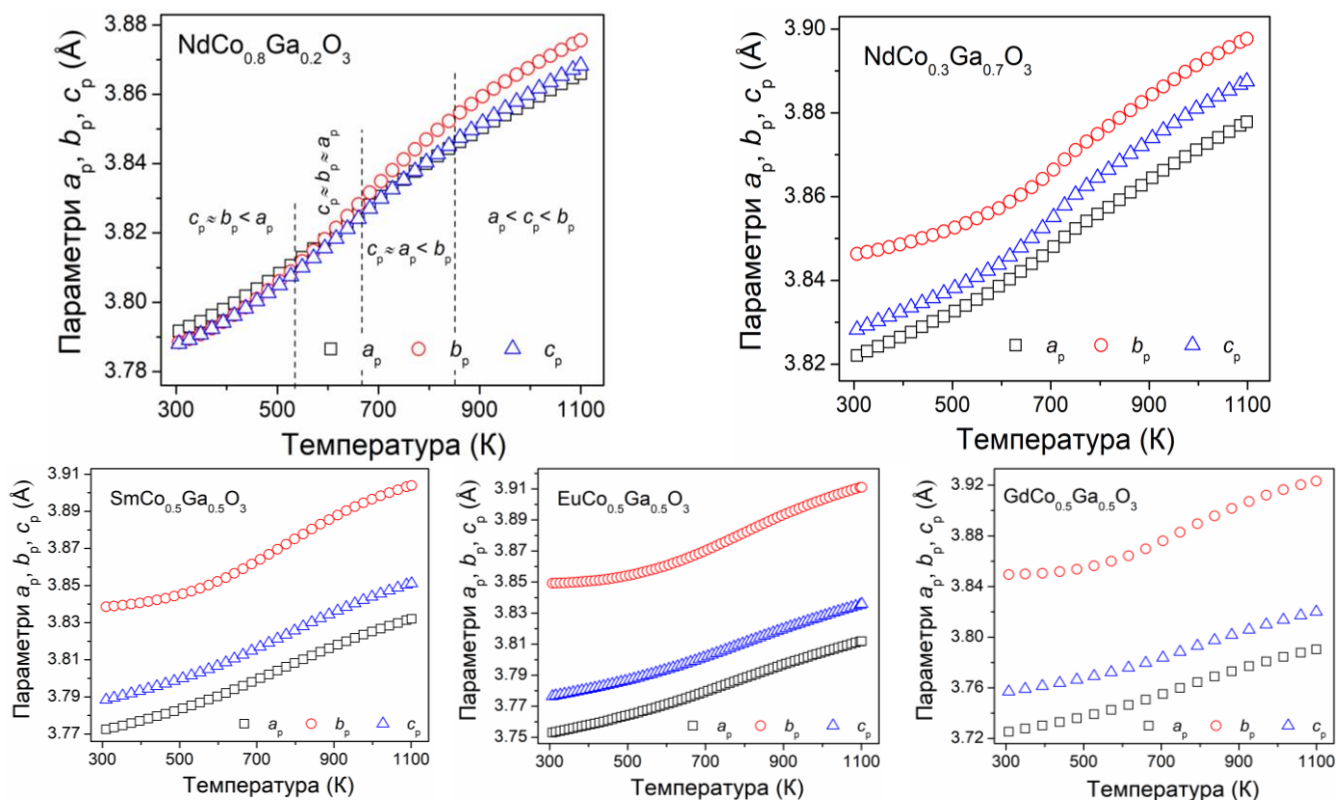 NdCo0.8Ga0.2O3
Параметри ap, bp, cp (Å)
3.88
3.86
3.84
3.82
3.80
3.78
cp≈bp<ap
cp≈bp≈ap
cp≈ap<bp
ap<cp<bp
ap bp cp
300 500 700 900 1100
Температура (К)
NdCo0.3Ga0.7O3
Параметри ap, bp, cp (Å)
3.90
3.88
3.86
3.84
3.82
ap bp cp
300 400 500 600 700 800 900 1000 1100
Температура (К)
SmCo0.5Ga0.5O3
Параметри ap, bp, cp (Å)
3.91
3.89
3.87
3.85
3.83
3.81
3.79
3.77
ap bp cp
300 500 700 900 1100
Температура (К)
EuCo0.5Ga0.5O3
Параметри ap, bp, cp (Å)
3.91
3.89
3.87
3.85
3.83
3.81
3.79
3.77
3.75
ap bp cp
300 500 700 900 1100
Температура (К)
GdCo0.5Ga0.5O3
Параметри ap, bp, cp (Å)
3.92
3.88
3.84
3.80
3.76
3.72
ap bp cp
300 500 700 900 1100
Температура (К)